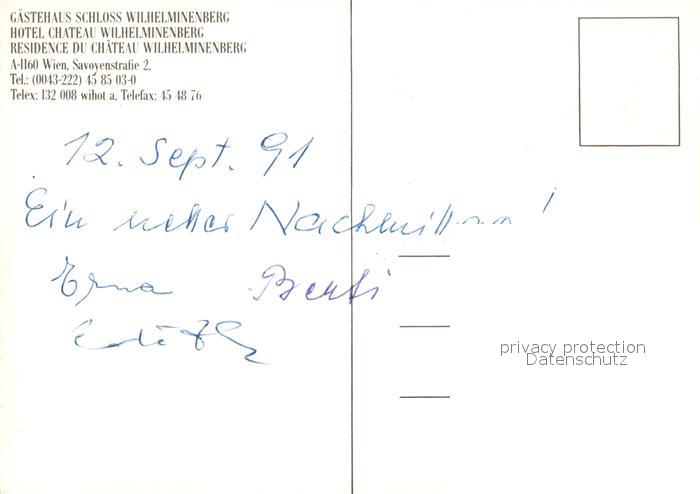 GÄSTEHAUS SCHLOSS WILHELMINENBERG
HOTEL CHATEAU WILHELMINENBERG
RESIDENCE DU CHÂTEAU WILHELMINENBERG
A-1160 Wien, Savoyenstraße 2,
Tel.: (0043-222) 45 85 03-0
Telex: 132 008 wihot a, Telefax: 45 48 76
12. Sept. 91
Ein netter Nachmittag!
Erna
Edith
privacy protection
Datenschutz